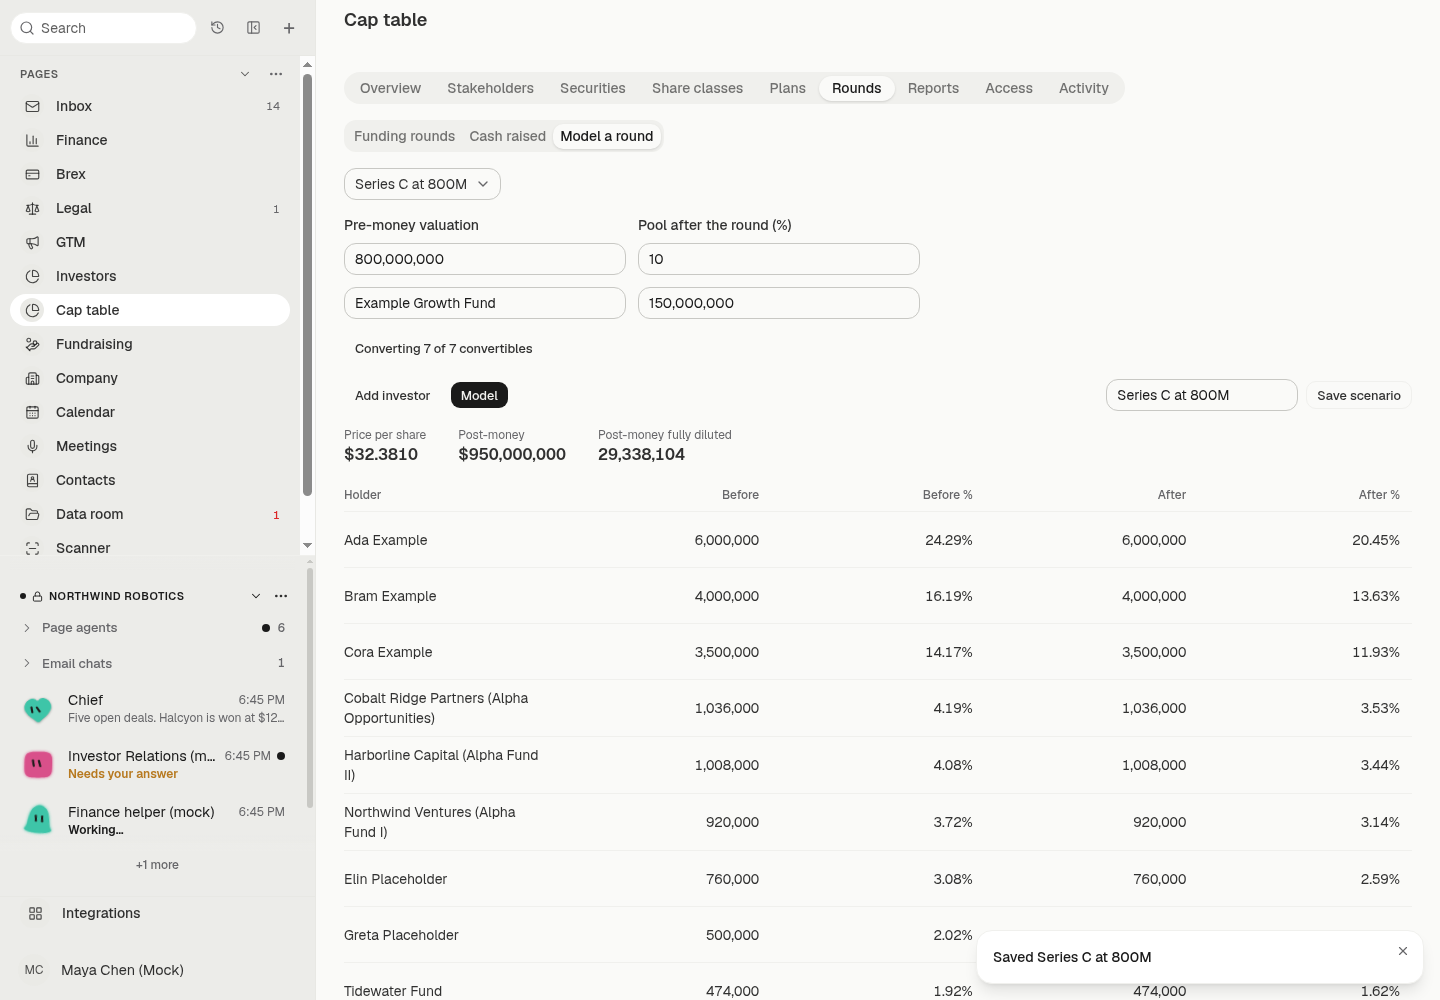 Search
PAGES
Inbox 14
Finance
Brex
Legal 1
GTM
Investors
Cap table
Fundraising
Company
Calendar
Meetings
Contacts
Data room 1
Scanner
NORTHWIND ROBOTICS
Page agents 6
Email chats 1
Chief 6:45 PM
Five open deals. Halcyon is won at $12…
Investor Relations (m… 6:45 PM
Needs your answer
Finance helper (mock) 6:45 PM
Working…
+1 more
Integrations
MC Maya Chen (Mock)
Cap table
Overview Stakeholders Securities Share classes Plans Rounds Reports Access Activity
Funding rounds Cash raised Model a round
Series C at 800M
Pre-money valuation Pool after the round (%)
800,000,000 10
Example Growth Fund 150,000,000
Converting 7 of 7 convertibles
Add investor Model Series C at 800M Save scenario
Price per share Post-money Post-money fully diluted
$32.3810 $950,000,000 29,338,104
Holder Before Before % After After %
Ada Example 6,000,000 24.29% 6,000,000 20.45%
Bram Example 4,000,000 16.19% 4,000,000 13.63%
Cora Example 3,500,000 14.17% 3,500,000 11.93%
Cobalt Ridge Partners (Alpha
Opportunities) 1,036,000 4.19% 1,036,000 3.53%
Harborline Capital (Alpha Fund
II) 1,008,000 4.08% 1,008,000 3.44%
Northwind Ventures (Alpha
Fund I) 920,000 3.72% 920,000 3.14%
Elin Placeholder 760,000 3.08% 760,000 2.59%
Greta Placeholder 500,000 2.02%
Saved Series C at 800M
Tidewater Fund 474,000 1.92% 474,000 1.62%